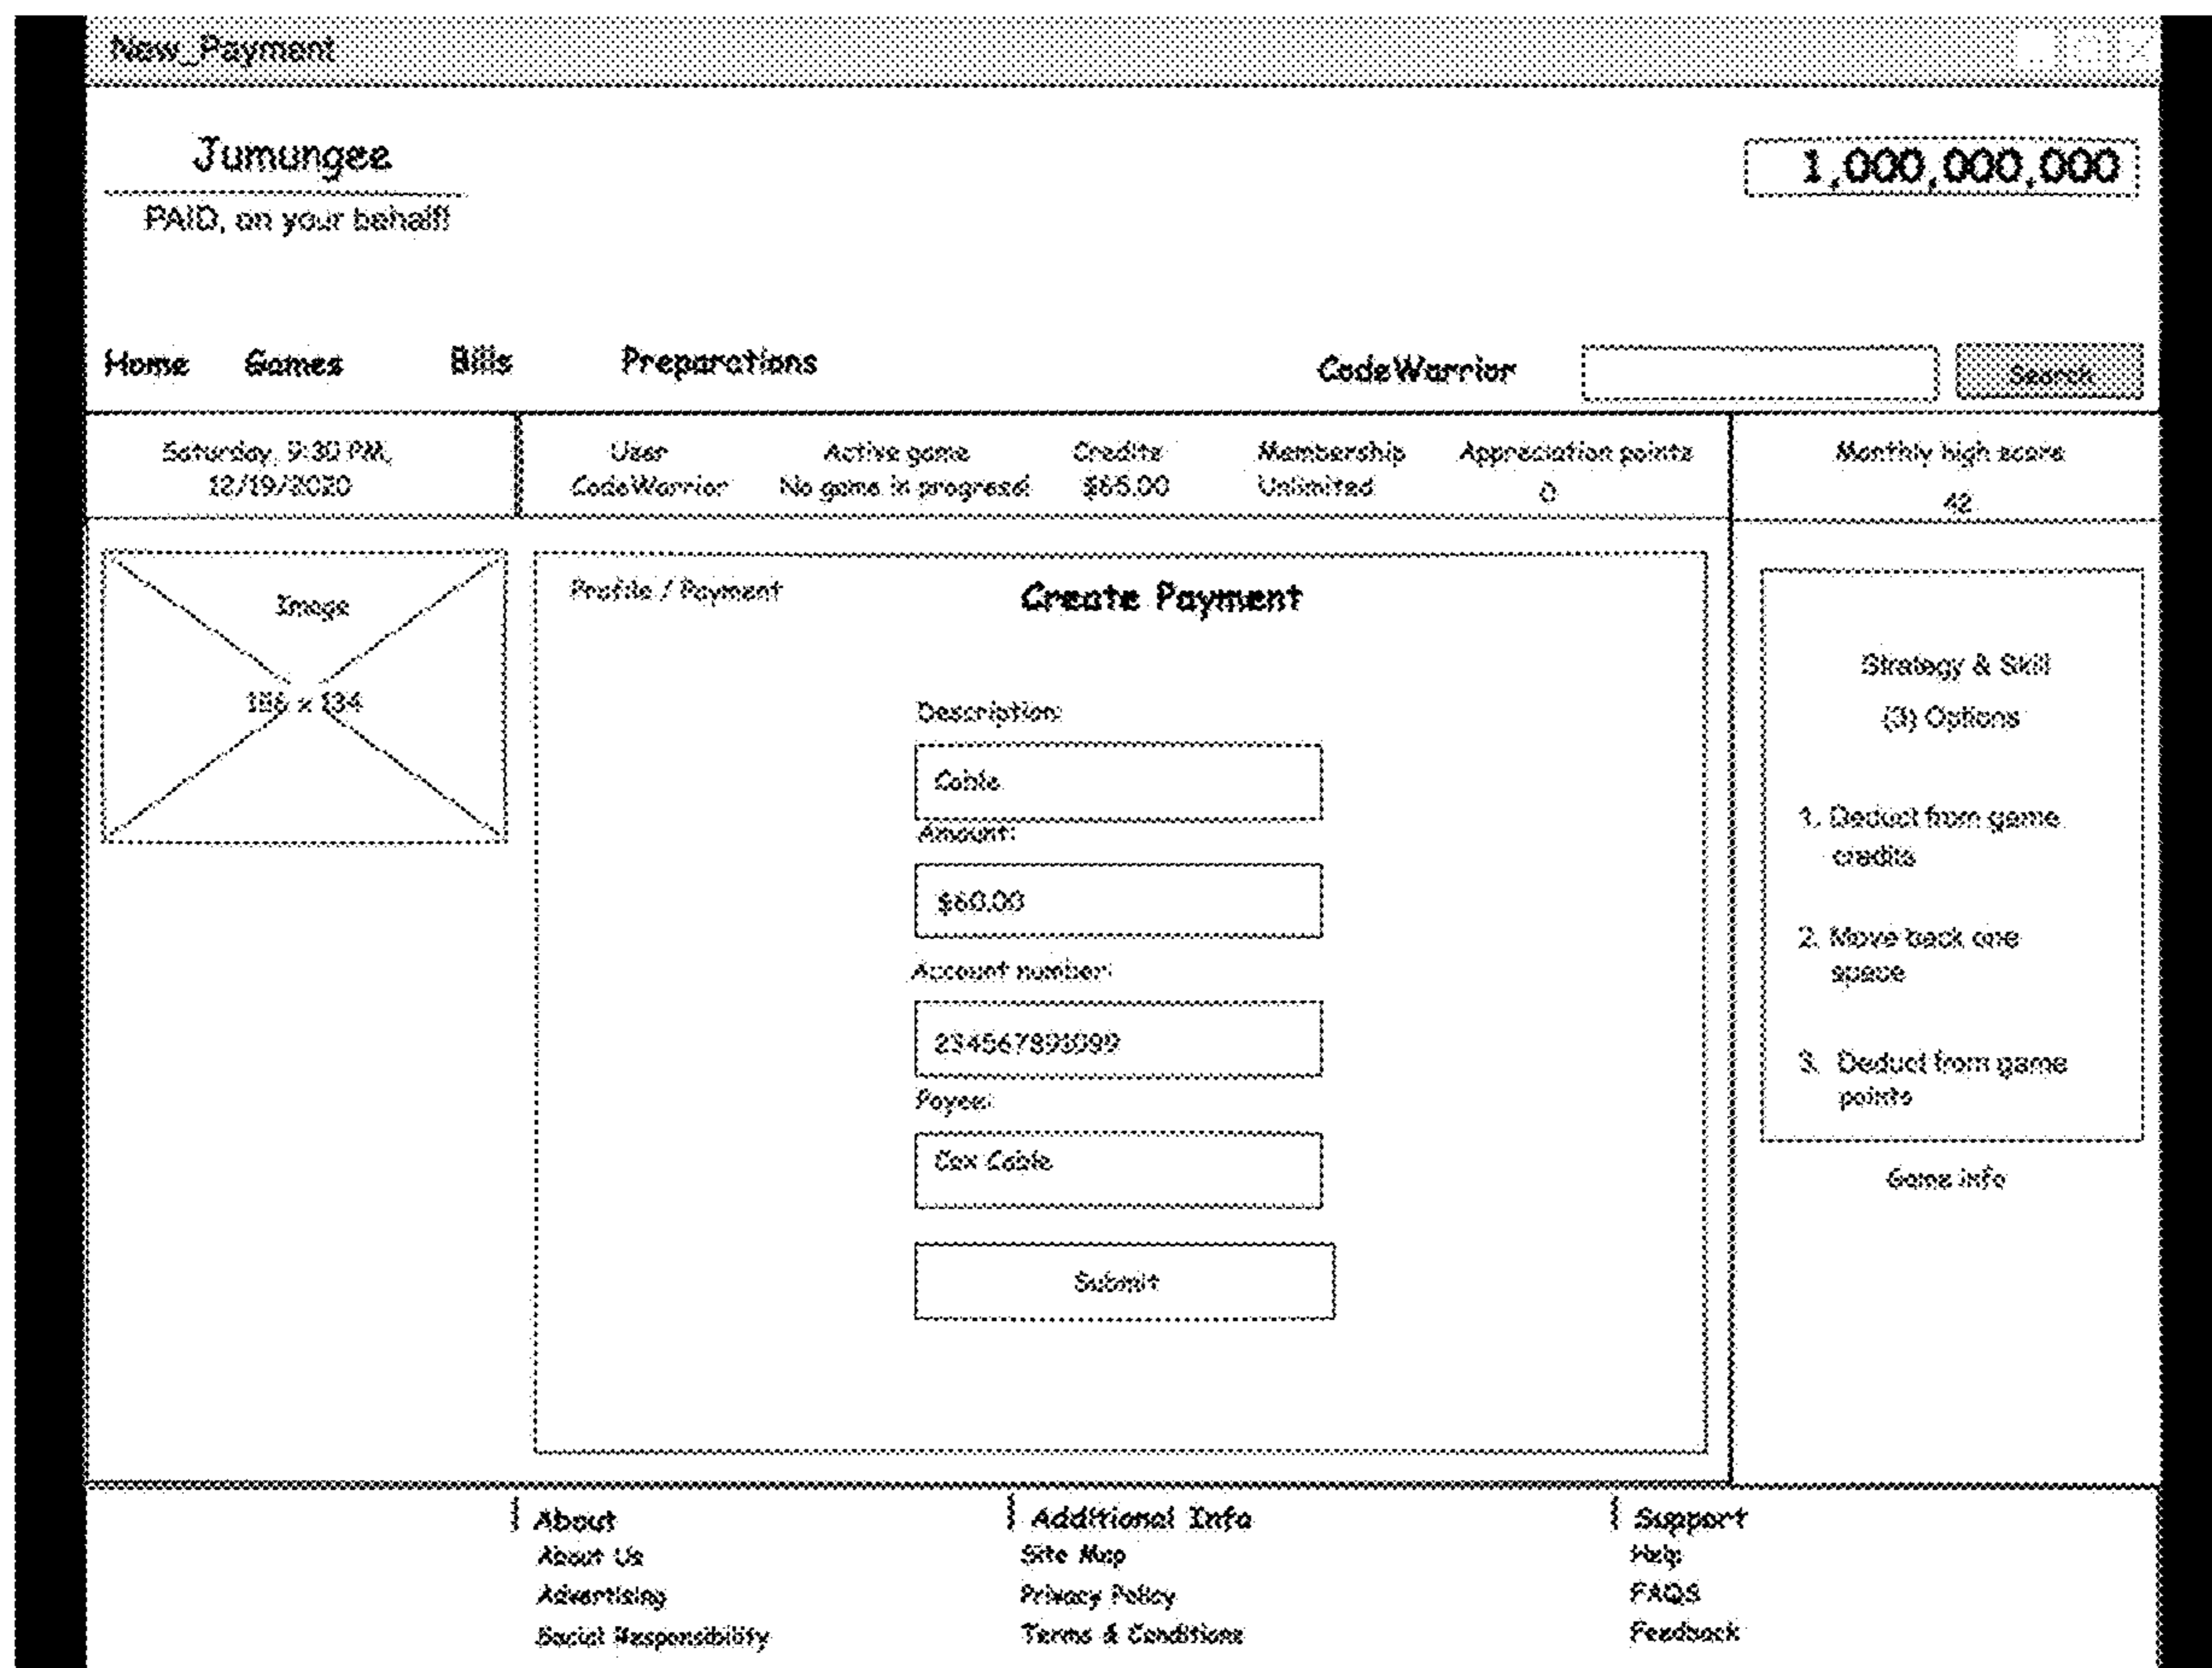 New_Payment
Jumungee
PAID, on your behalf!
1,000,000,000
Home Games Bills Preparations CodeWarrior Search
Saturday, 9:30 PM,
12/19/2020
User Active game Credits Membership Appreciation points
CodeWarrior No game in progress! $65.00 Unlimited 0
Monthly high score
42
Image
186 x 134
Profile / Payment
Create Payment
Description:
Cable
Amount:
$60.00
Account number:
Payee:
Cox Cable
Submit
Strategy & Skill
(3) Options
1. Deduct from game
credits
2. Move back one
space
3. Deduct from game
points
Game info
About
About Us
Advertising
Social Responsibility
Additional Info
Site Map
Privacy Policy
Terms & Conditions
Support
Help
FAQS
Feedback